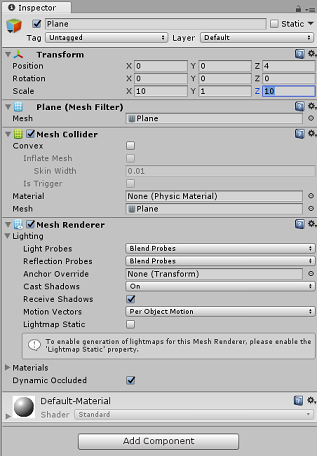 Inspector
Plane Static
Tag Untagged Layer Default
Transform
Position X 0 Y 0 Z 4
Rotation X 0 Y 0 Z 0
Scale X 10 Y 1 Z 10
Plane (Mesh Filter)
Mesh Plane
Mesh Collider
Convex
Inflate Mesh
Skin Width 0.01
Is Trigger
Material None (Physic Material)
Mesh Plane
Mesh Renderer
Lighting
Light Probes Blend Probes
Reflection Probes Blend Probes
Anchor Override None (Transform)
Cast Shadows On
Receive Shadows
Motion Vectors Per Object Motion
Lightmap Static
To enable generation of lightmaps for this Mesh Renderer, please enable the
'Lightmap Static' property.
Materials
Dynamic Occluded
Default-Material
Shader Standard
Add Component